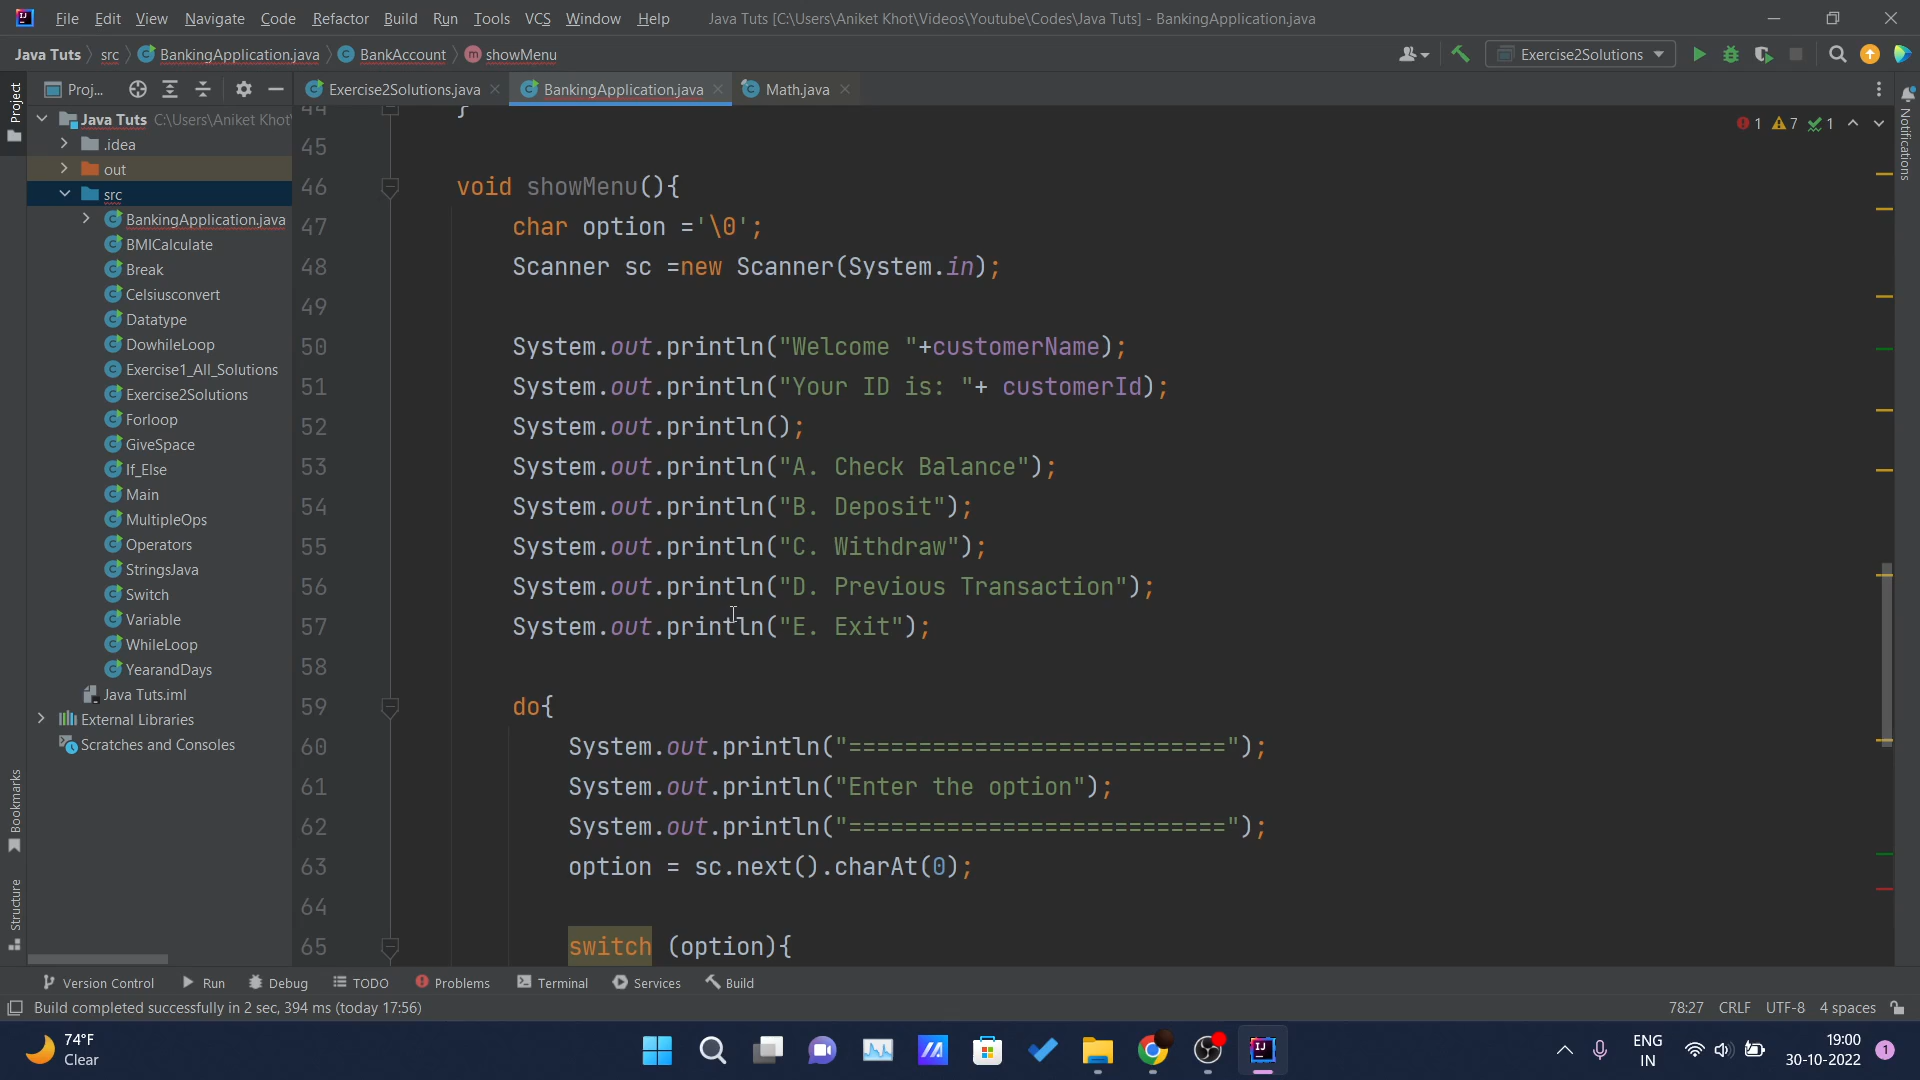 File Edit View Navigate Code Refactor Build Run Tools VCS Window Help Java Tuts [C:\Users\Aniket Khot\Videos\Youtube\Codes\Java Tuts] - BankingApplication.java
Java Tuts src BankingApplication.java BankAccount showMenu Exercise2Solutions
Proj... Exercise2Solutions.java BankingApplication.java Math.java
Project
Java Tuts C:\Users\Aniket Khot\
.idea
out
src
BankingApplication.java
BMICalculate
Break
Celsiusconvert
Datatype
DowhileLoop
Exercise1_All_Solutions
Exercise2Solutions
Forloop
GiveSpace
If_Else
Main
MultipleOps
Operators
StringsJava
Switch
Variable
WhileLoop
YearandDays
Java Tuts.iml
External Libraries
Scratches and Consoles
Bookmarks
Structure
1 7 1
Notifications
44 }
45
46 void showMenu(){
47 char option ='\0';
48 Scanner sc =new Scanner(System.in);
49
50 System.out.println("Welcome "+customerName);
51 System.out.println("Your ID is: "+ customerId);
52 System.out.println();
53 System.out.println("A. Check Balance");
54 System.out.println("B. Deposit");
55 System.out.println("C. Withdraw");
56 System.out.println("D. Previous Transaction");
57 System.out.println("E. Exit");
58
59 do{
60 System.out.println("===========================");
61 System.out.println("Enter the option");
62 System.out.println("===========================");
63 option = sc.next().charAt(0);
64
65 switch (option){
Version Control Run Debug TODO Problems Terminal Services Build
Build completed successfully in 2 sec, 394 ms (today 17:56) 78:27 CRLF UTF-8 4 spaces
74°F
Clear
ENG
IN
19:00
30-10-2022
1